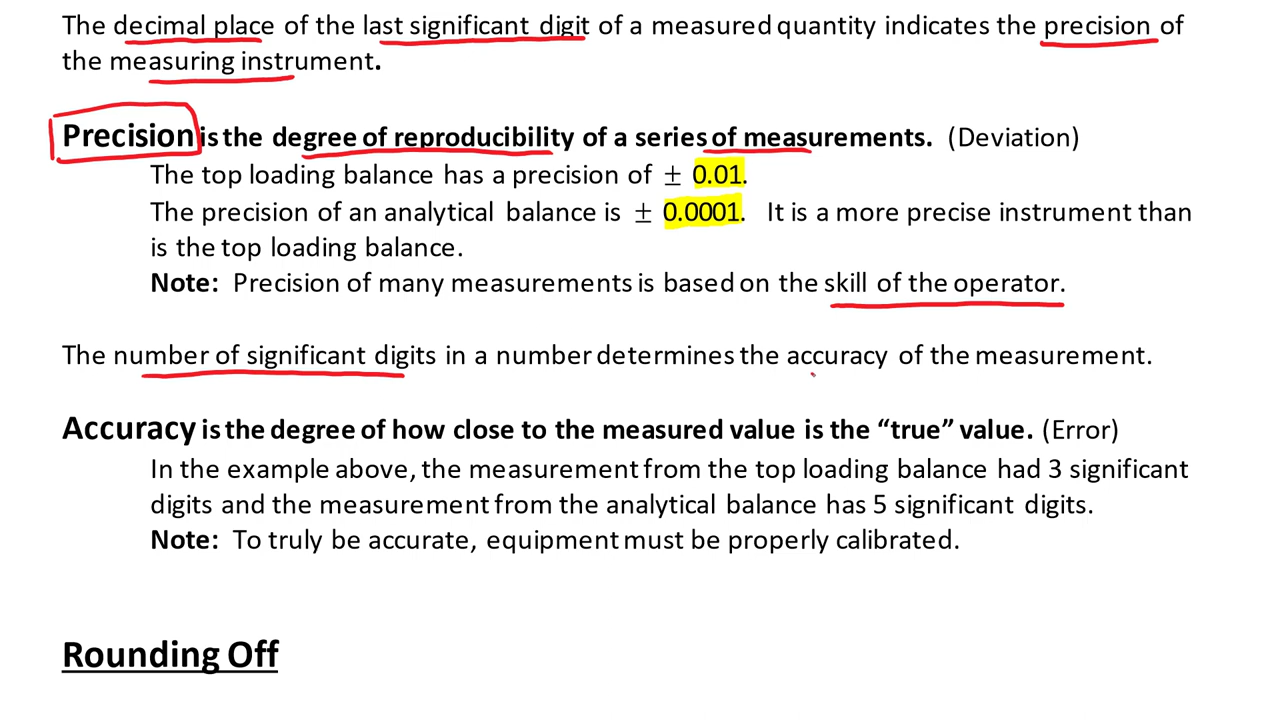 The decimal place of the last significant digit of a measured quantity indicates the precision of
the measuring instrument.
Precision is the degree of reproducibility of a series of measurements. (Deviation)
The top loading balance has a precision of ± 0.01.
The precision of an analytical balance is ± 0.0001. It is a more precise instrument than
is the top loading balance.
Note: Precision of many measurements is based on the skill of the operator.
The number of significant digits in a number determines the accuracy of the measurement.
Accuracy is the degree of how close to the measured value is the “true” value. (Error)
In the example above, the measurement from the top loading balance had 3 significant
digits and the measurement from the analytical balance has 5 significant digits.
Note: To truly be accurate, equipment must be properly calibrated.
Rounding Off